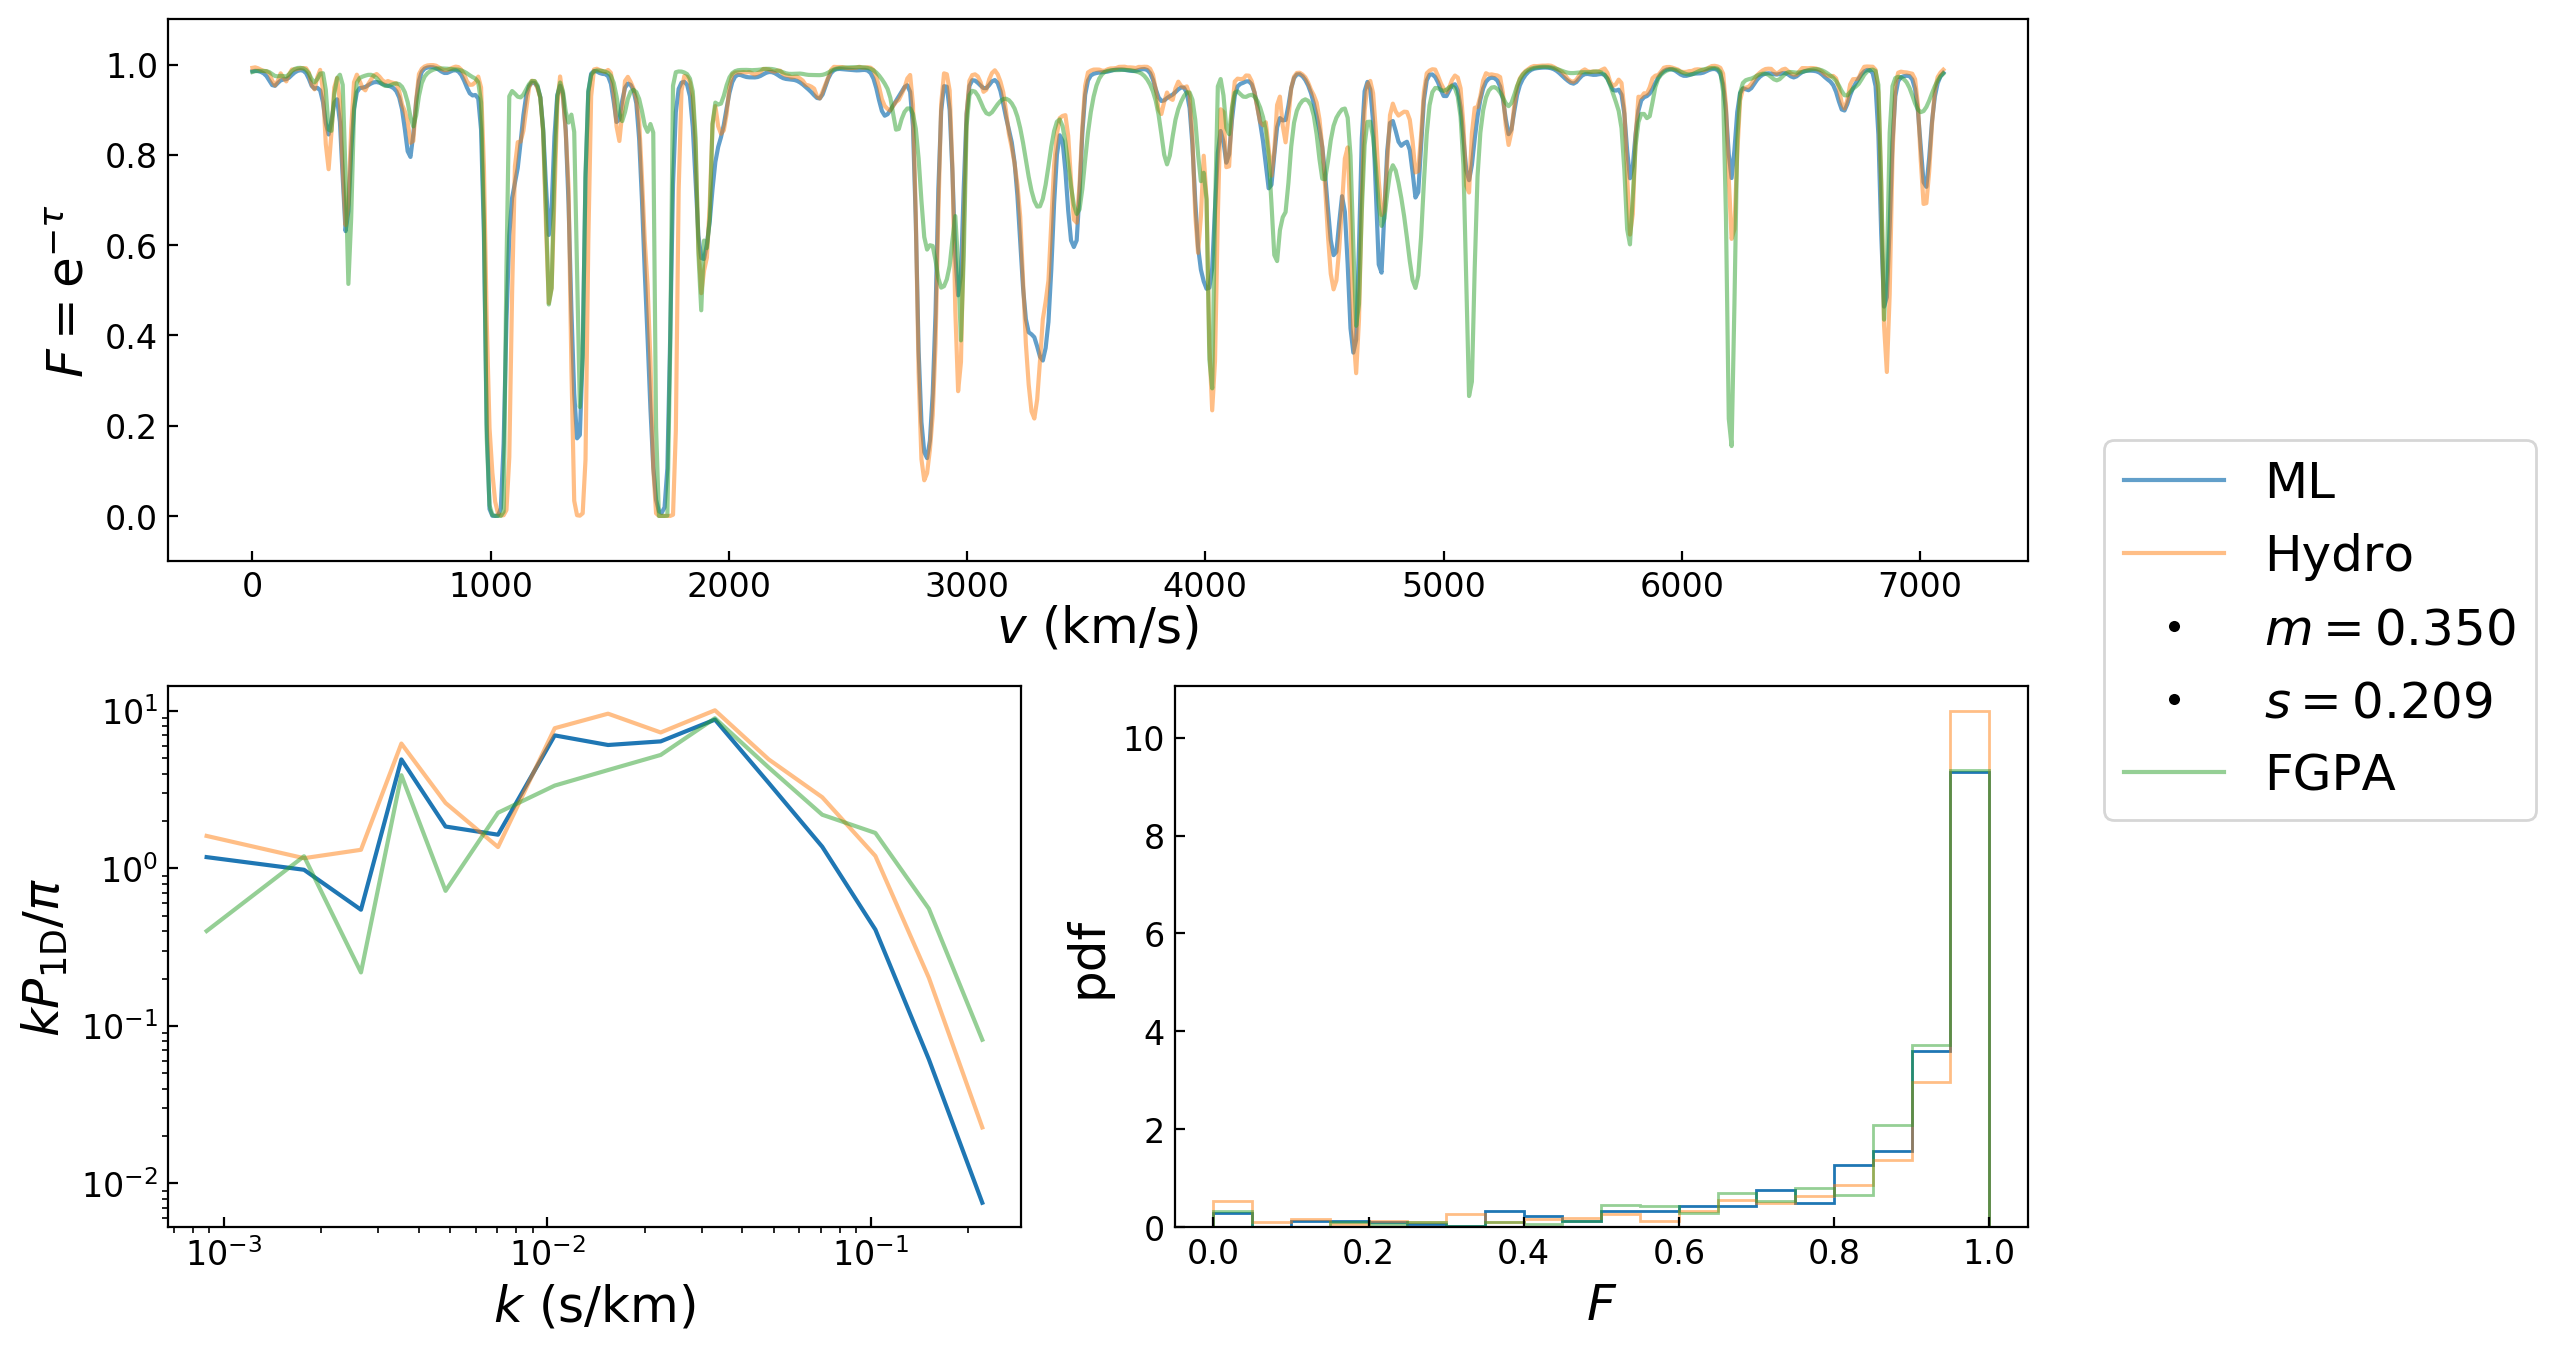 1.0
0.8
0.6
0.4
0.2
0.0
F = e^{−τ}
0 1000 2000 3000 4000 5000 6000 7000
v (km/s)
ML
Hydro
m = 0.350
s = 0.209
FGPA
10^1
10^0
10^{−1}
10^{−2}
kP_{1D}/π
10^{−3} 10^{−2} 10^{−1}
k (s/km)
10
8
6
4
2
0
pdf
0.0 0.2 0.4 0.6 0.8 1.0
F